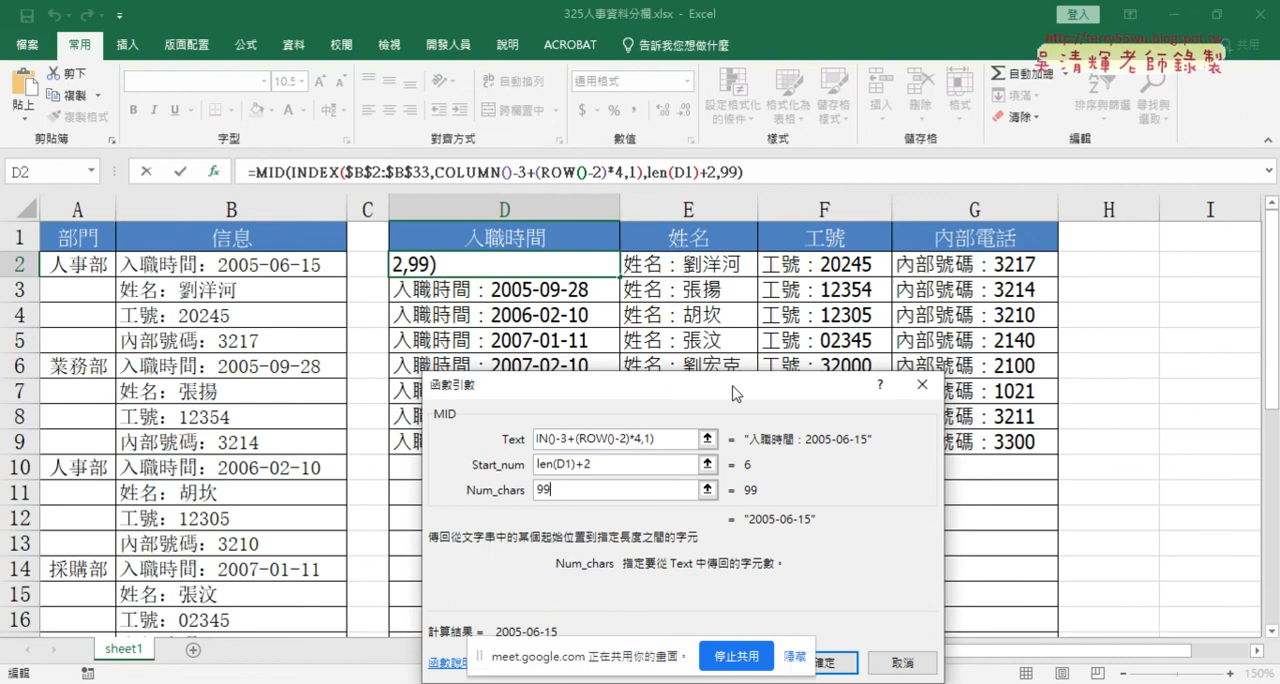 325人事資料分欄.xlsx - Excel
登入
檔案 常用 插入 版面配置 公式 資料 校閱 檢視 開發人員 說明 ACROBAT 告訴我您想做什麼 共用
http://terry55wu.blogspot.tw
吳清輝老師錄製
貼上 剪下 複製 複製格式
10.5 A A B I U A 中
自動換列 跨欄置中
通用格式 $ % ,
設定格式化的條件 格式化為表格 儲存格樣式
插入 刪除 格式
自動加總 填滿 清除 排序與篩選 尋找與選取
剪貼簿 字型 對齊方式 數值 樣式 儲存格 編輯
D2 fx =MID(INDEX($B$2:$B$33,COLUMN()-3+(ROW()-2)*4,1),len(D1)+2,99)
A B C D E F G H I
1 部門 信息 入職時間 姓名 工號 內部電話
2 人事部 入職時間：2005-06-15 2,99) 姓名：劉洋河 工號：20245 內部號碼：3217
3 姓名：劉洋河 入職時間：2005-09-28 姓名：張揚 工號：12354 內部號碼：3214
4 工號：20245 入職時間：2006-02-10 姓名：胡坎 工號：12305 內部號碼：3210
5 內部號碼：3217 入職時間：2007-01-11 姓名：張汶 工號：02345 內部號碼：2140
6 業務部 入職時間：2005-09-28 入職時間：2007-02-10 姓名：劉宏克 工號：32000 內部號碼：2100
7 姓名：張揚 入職 號碼：1021
8 工號：12354 入職 號碼：3211
9 內部號碼：3214 入職 號碼：3300
10 人事部 入職時間：2006-02-10
11 姓名：胡坎
12 工號：12305
13 內部號碼：3210
14 採購部 入職時間：2007-01-11
15 姓名：張汶
16 工號：02345
函數引數 ?
MID
Text IN()-3+(ROW()-2)*4,1) = "入職時間：2005-06-15"
Start_num len(D1)+2 = 6
Num_chars 99 = 99
= "2005-06-15"
傳回從文字串中的某個起始位置到指定長度之間的字元
Num_chars 指定要從 Text 中傳回的字元數。
計算結果 = 2005-06-15
函數說明 確定 取消
meet.google.com 正在共用你的畫面。 停止共用 隱藏
sheet1
編輯 150%